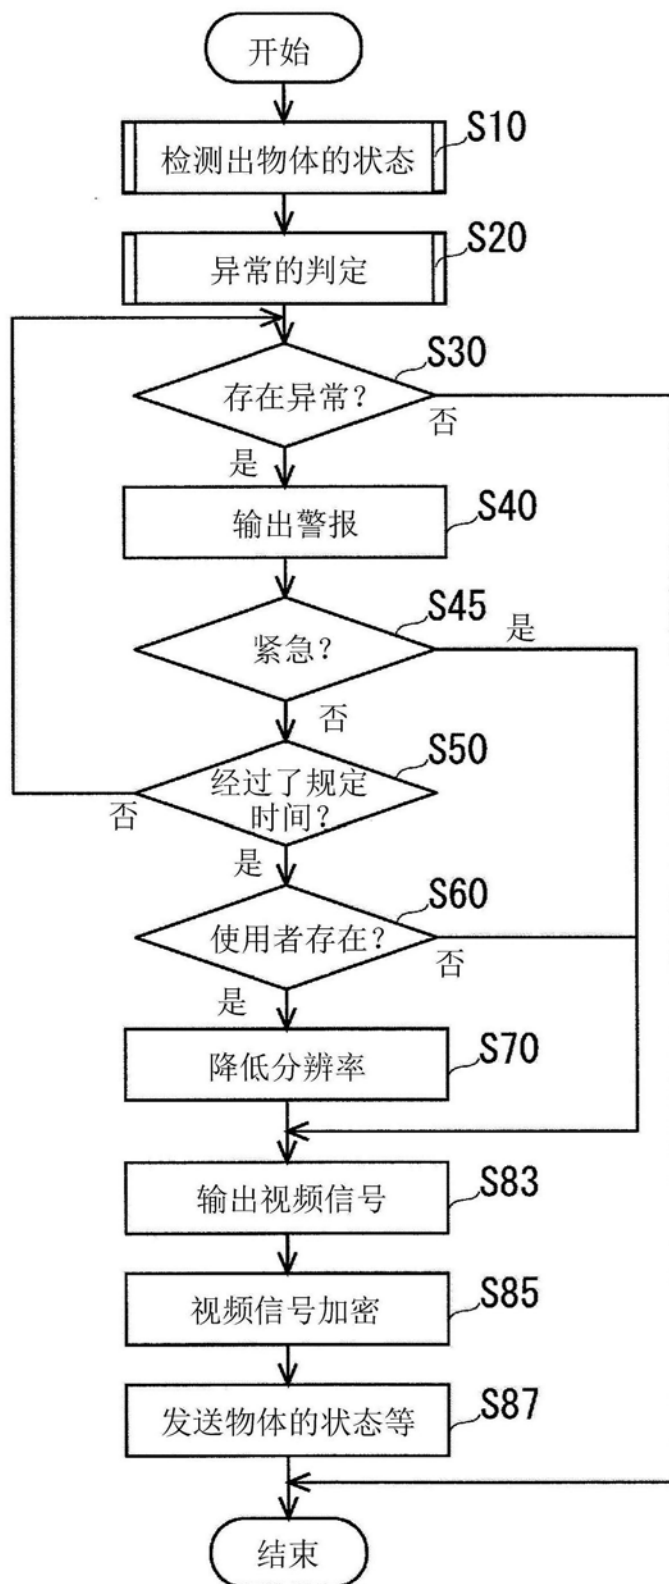 开始
S10
检测出物体的状态
S20
异常的判定
S30
存在异常？
否
是
S40
输出警报
S45
紧急？
是
否
S50
经过了规定
时间？
否
是
S60
使用者存在？
否
是
S70
降低分辨率
S83
输出视频信号
S85
视频信号加密
S87
发送物体的状态等
结束